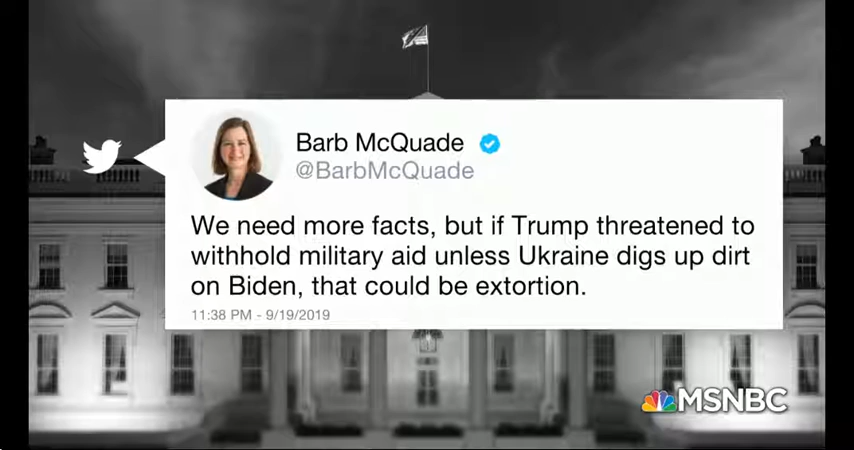 Barb McQuade
@BarbMcQuade
We need more facts, but if Trump threatened to
withhold military aid unless Ukraine digs up dirt
on Biden, that could be extortion.
11:38 PM - 9/19/2019
MSNBC